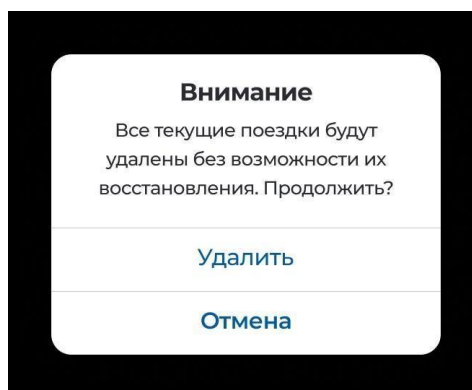 Внимание
Все текущие поездки будут
удалены без возможности их
восстановления. Продолжить?
Удалить
Отмена